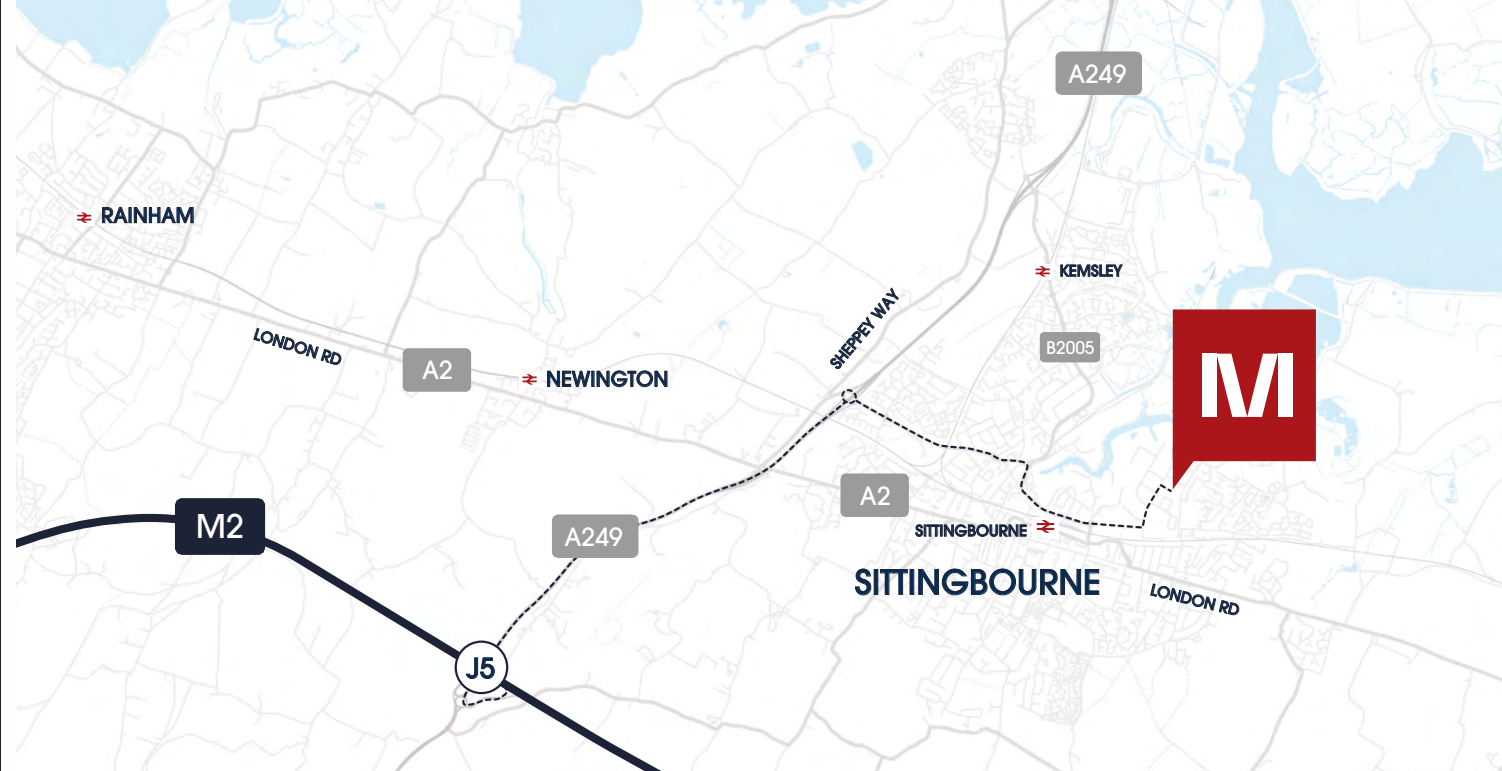 A249
RAINHAM
KEMSLEY
SHEPPEY WAY
LONDON RD
B2005
A2
NEWINGTON
M
A2
M2
SITTINGBOURNE
A249
SITTINGBOURNE
LONDON RD
J5